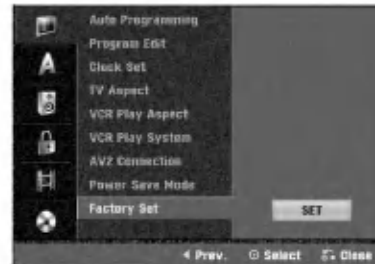 Auto Programming
Program Edit
Clock Set
TV Aspect
VCR Play Aspect
VCR Play System
AV2 Connection
Power Save Mode
Factory Set SET
Prev. Select Close